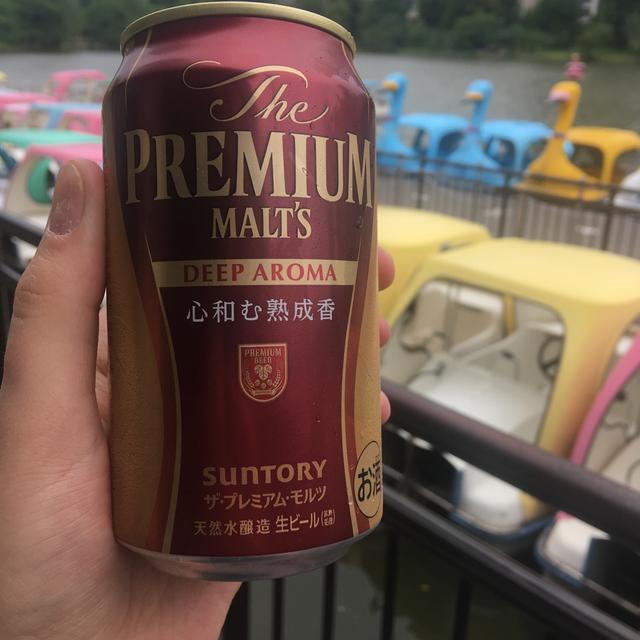 The
PREMIUM
MALT'S
DEEP AROMA
心和む熟成香
PREMIUM
BEER
SUNTORY
ザ・プレミアム・モルツ
天然水醸造 生ビール
お酒